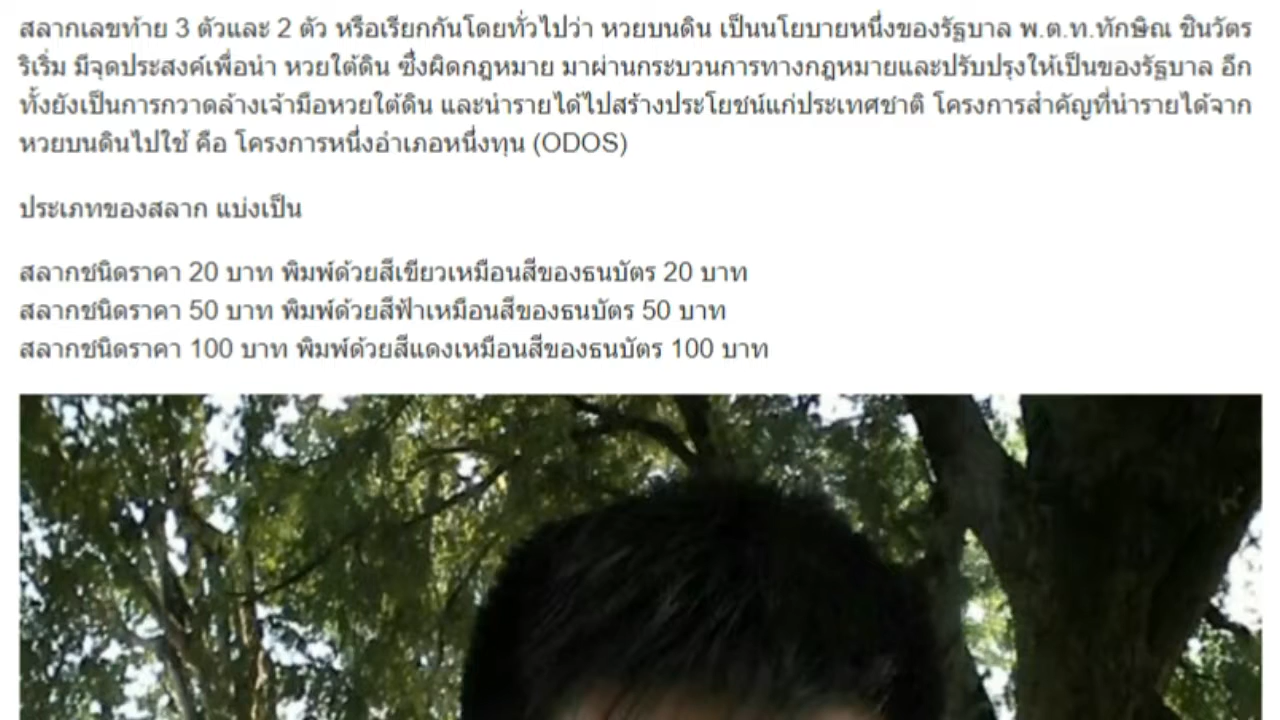 สลากเลขท้าย 3 ตัวและ 2 ตัว หรือเรียกกันโดยทั่วไปว่า หวยบนดิน เป็นนโยบายหนึ่งของรัฐบาล พ.ต.ท.ทักษิณ ชินวัตร
ริเริ่ม มีจุดประสงค์เพื่อนำ หวยใต้ดิน ซึ่งผิดกฎหมาย มาผ่านกระบวนการทางกฎหมายและปรับปรุงให้เป็นของรัฐบาล อีก
ทั้งยังเป็นการกวาดล้างเจ้ามือหวยใต้ดิน และนำรายได้ไปสร้างประโยชน์แก่ประเทศชาติ โครงการสำคัญที่นำรายได้จาก
หวยบนดินไปใช้ คือ โครงการหนึ่งอำเภอหนึ่งทุน (ODOS)
ประเภทของสลาก แบ่งเป็น
สลากชนิดราคา 20 บาท พิมพ์ด้วยสีเขียวเหมือนสีของธนบัตร 20 บาท
สลากชนิดราคา 50 บาท พิมพ์ด้วยสีฟ้าเหมือนสีของธนบัตร 50 บาท
สลากชนิดราคา 100 บาท พิมพ์ด้วยสีแดงเหมือนสีของธนบัตร 100 บาท